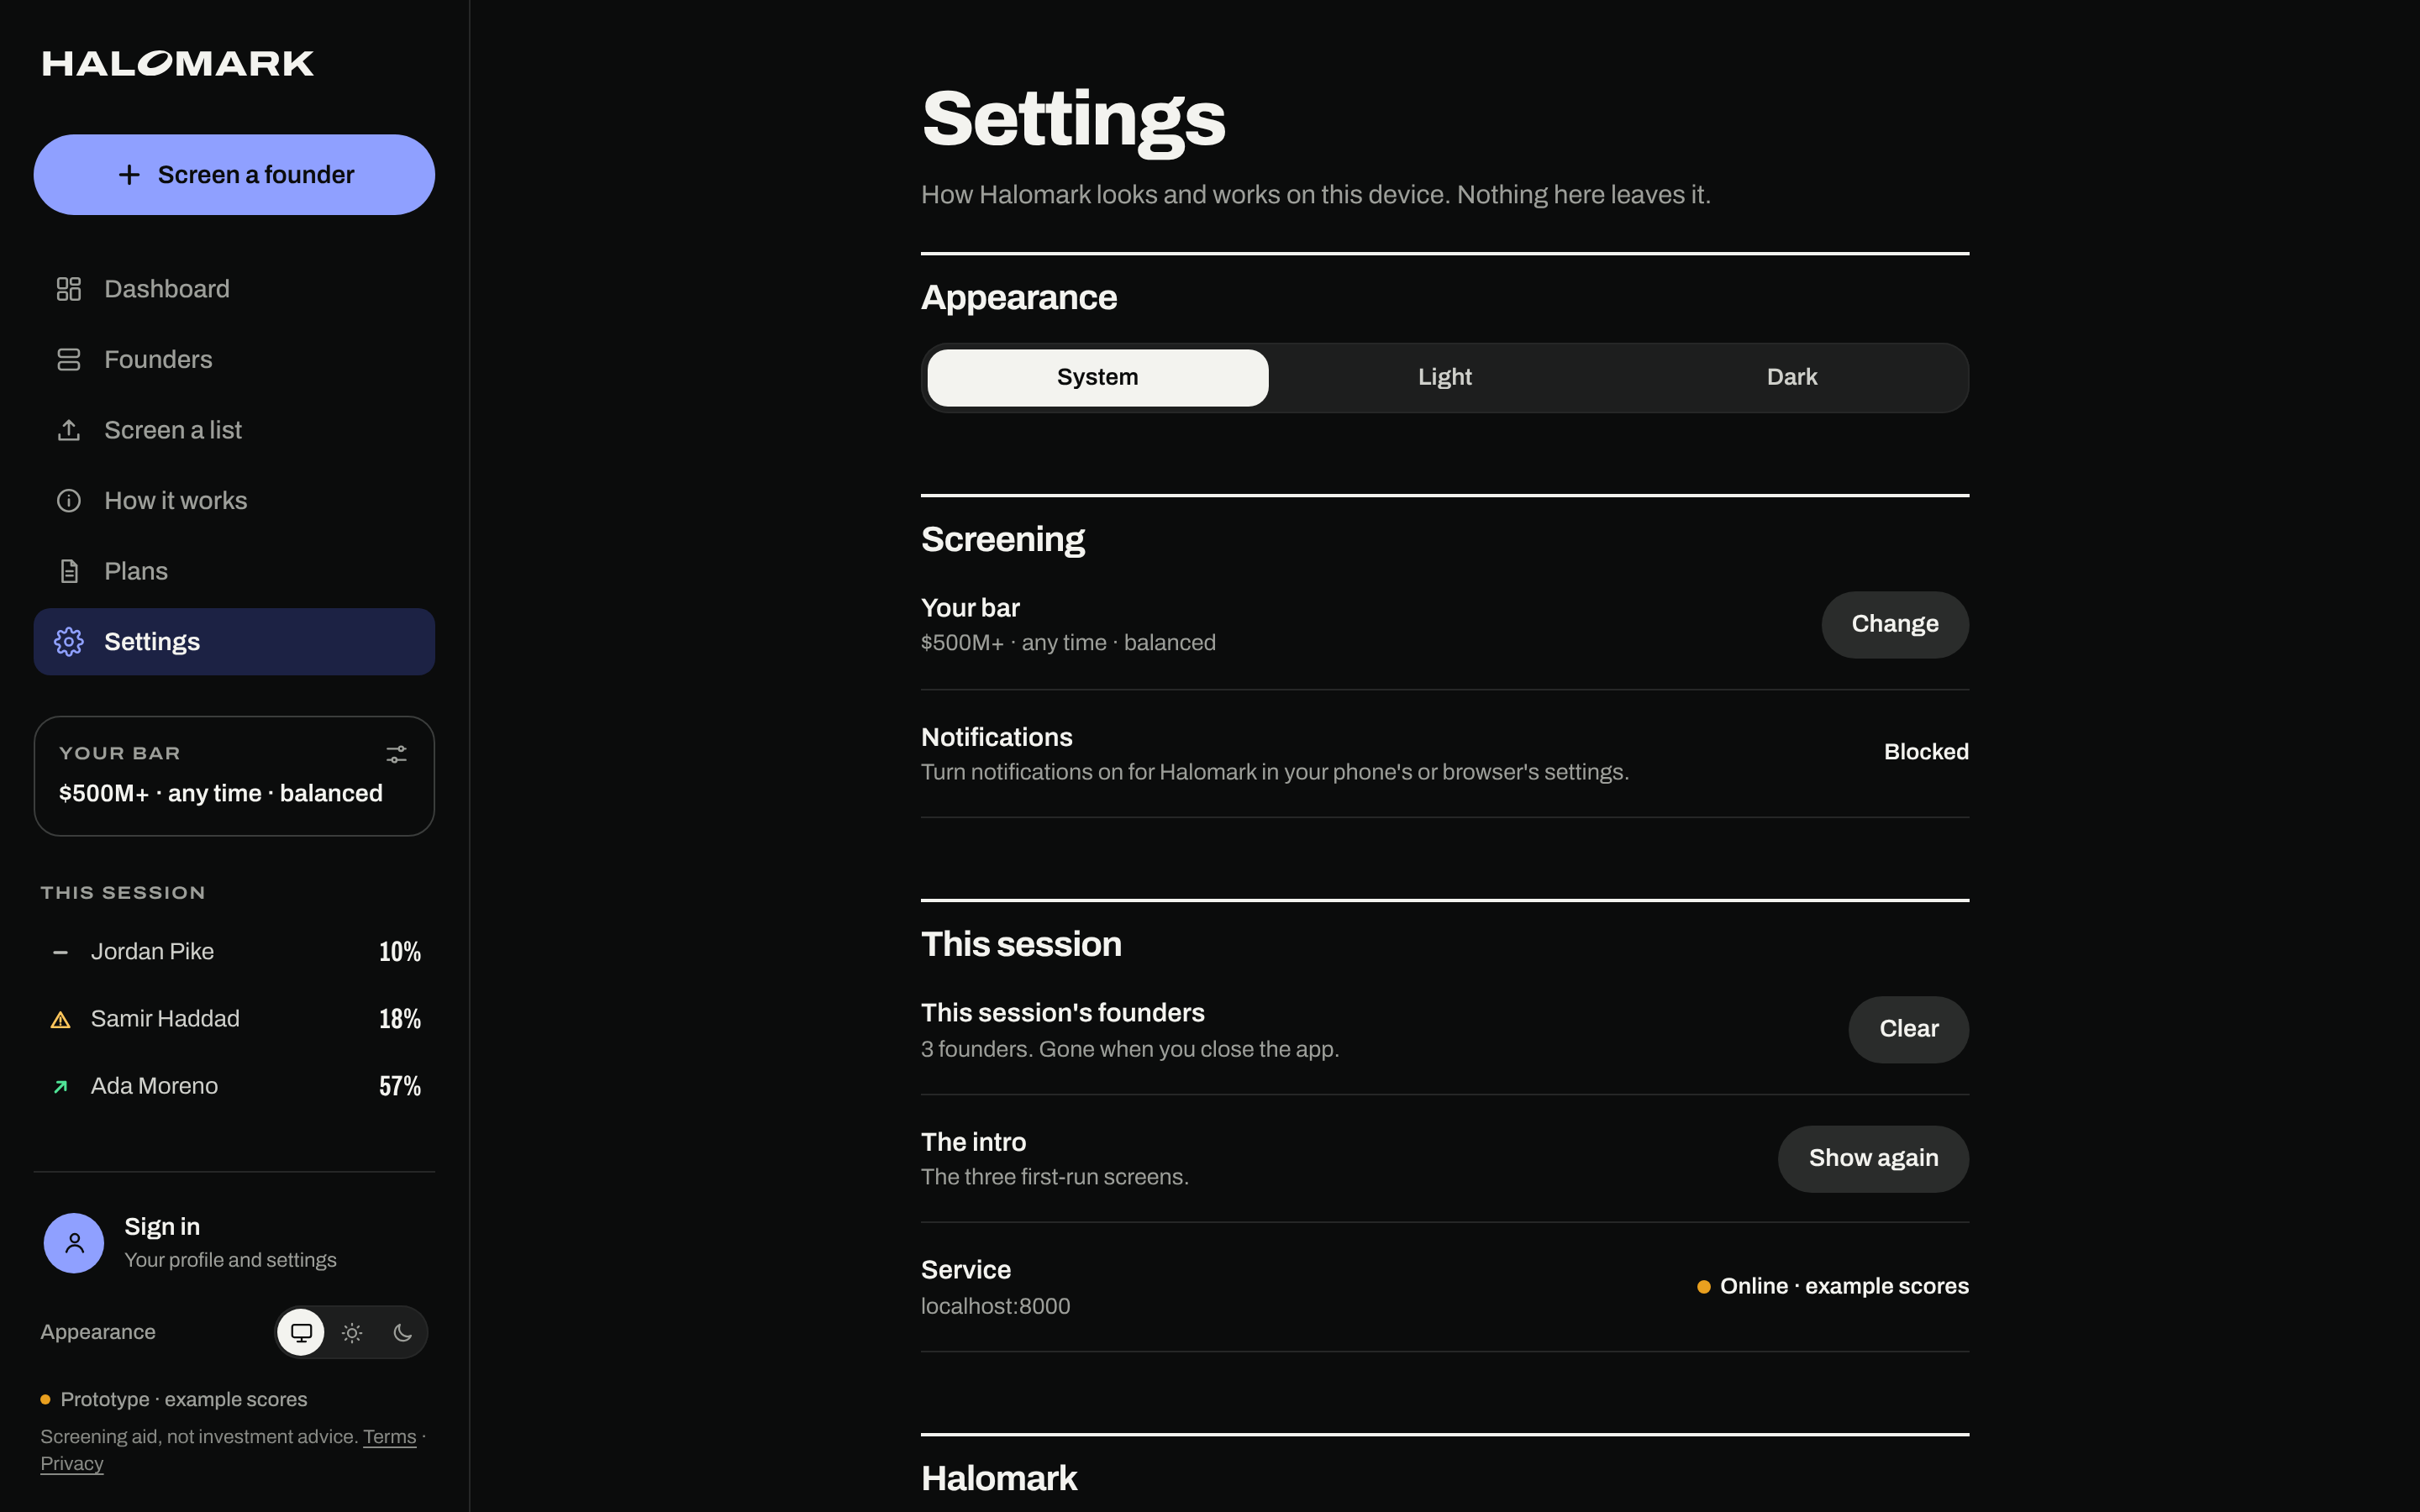 HALOMARK
Screen a founder
Dashboard
Founders
Screen a list
How it works
Plans
Settings
YOUR BAR
$500M+ · any time · balanced
THIS SESSION
Jordan Pike 10%
Samir Haddad 18%
Ada Moreno 57%
Sign in
Your profile and settings
Appearance
Prototype · example scores
Screening aid, not investment advice. Terms ·
Privacy
Settings
How Halomark looks and works on this device. Nothing here leaves it.
Appearance
System Light Dark
Screening
Your bar
$500M+ · any time · balanced
Change
Notifications
Turn notifications on for Halomark in your phone's or browser's settings.
Blocked
This session
This session's founders
3 founders. Gone when you close the app.
Clear
The intro
The three first-run screens.
Show again
Service
localhost:8000
Online · example scores
Halomark